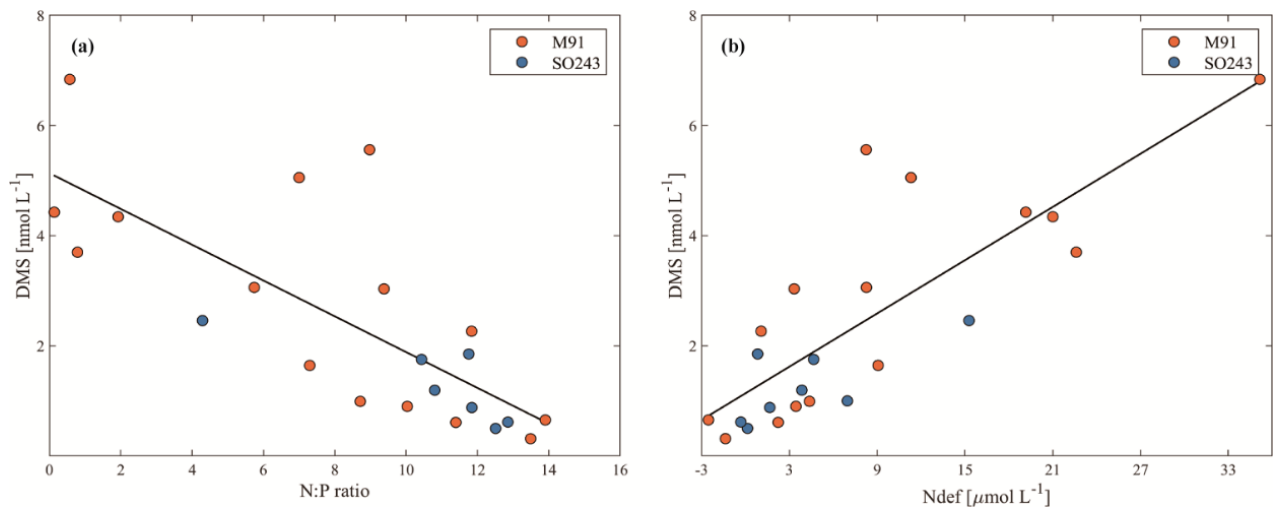 (a)
M91
SO243
8
6
4
2
DMS [nmol L⁻¹]
0 2 4 6 8 10 12 14 16
N:P ratio
(b)
M91
SO243
8
6
4
2
DMS [nmol L⁻¹]
-3 3 9 15 21 27 33
Ndef [μmol L⁻¹]